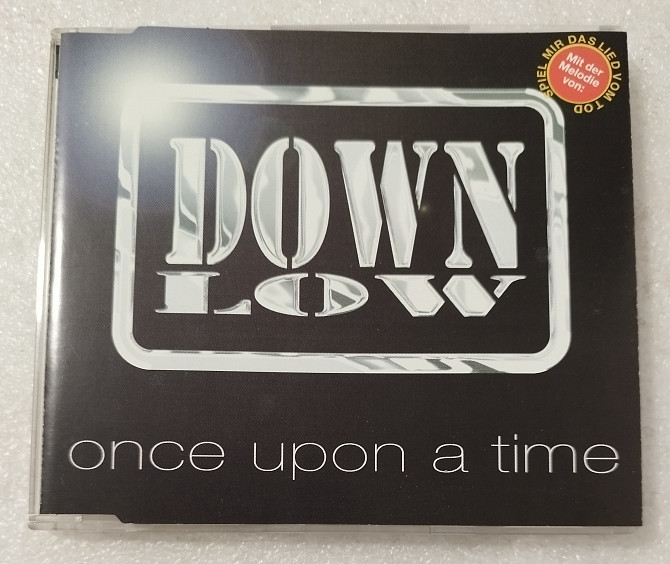 SPIEL MIR DAS LIED VOM TOD
Mit der
Melodie
von:
DOWN
LOW
once upon a time